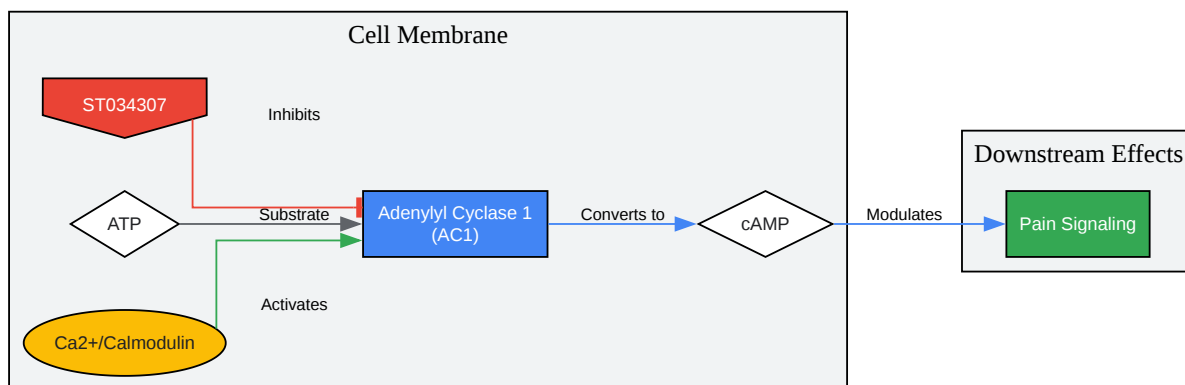 Cell Membrane
ST034307
Inhibits
Downstream Effects
ATP
Substrate
Adenylyl Cyclase 1
(AC1)
Converts to
cAMP
Modulates
Pain Signaling
Activates
Ca2+/Calmodulin